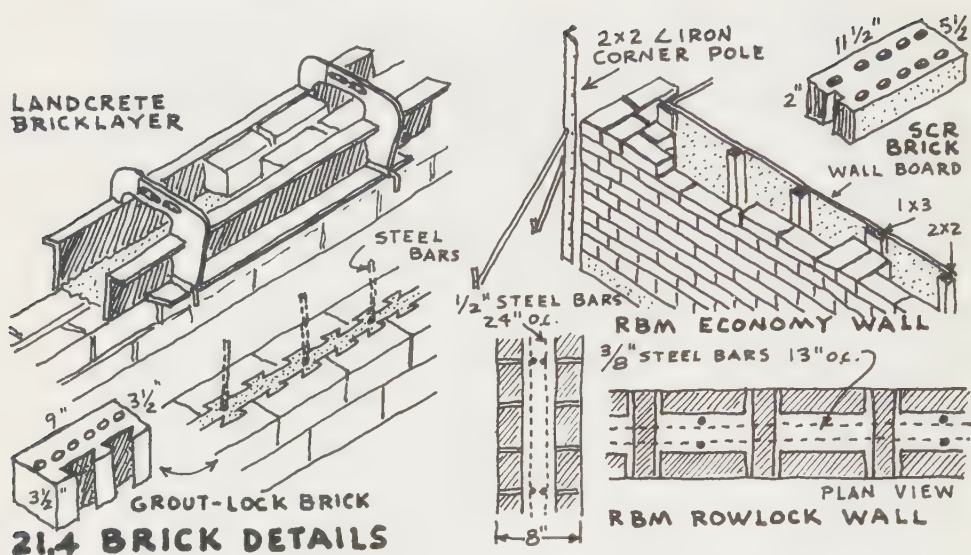 LANDCRETE
BRICKLAYER
2x2 ∠ IRON
CORNER POLE
11 1/2"
5 1/2
2"
SCR
BRICK
WALL BOARD
1x3
2x2
RBM ECONOMY WALL
STEEL
BARS
9"
3 1/2"
3 1/2"
GROUT-LOCK BRICK
1/2" STEEL BARS
24" O.C.
8"
3/8" STEEL BARS 13" O.C.
PLAN VIEW
RBM ROWLOCK WALL
21.4 BRICK DETAILS